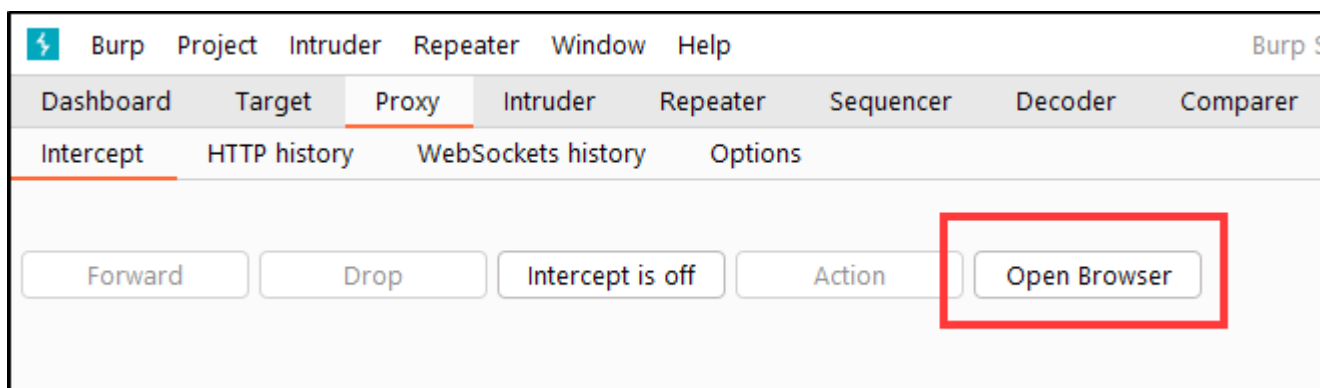 Burp Project Intruder Repeater Window Help Burp S
Dashboard Target Proxy Intruder Repeater Sequencer Decoder Comparer
Intercept HTTP history WebSockets history Options
Forward Drop Intercept is off Action Open Browser